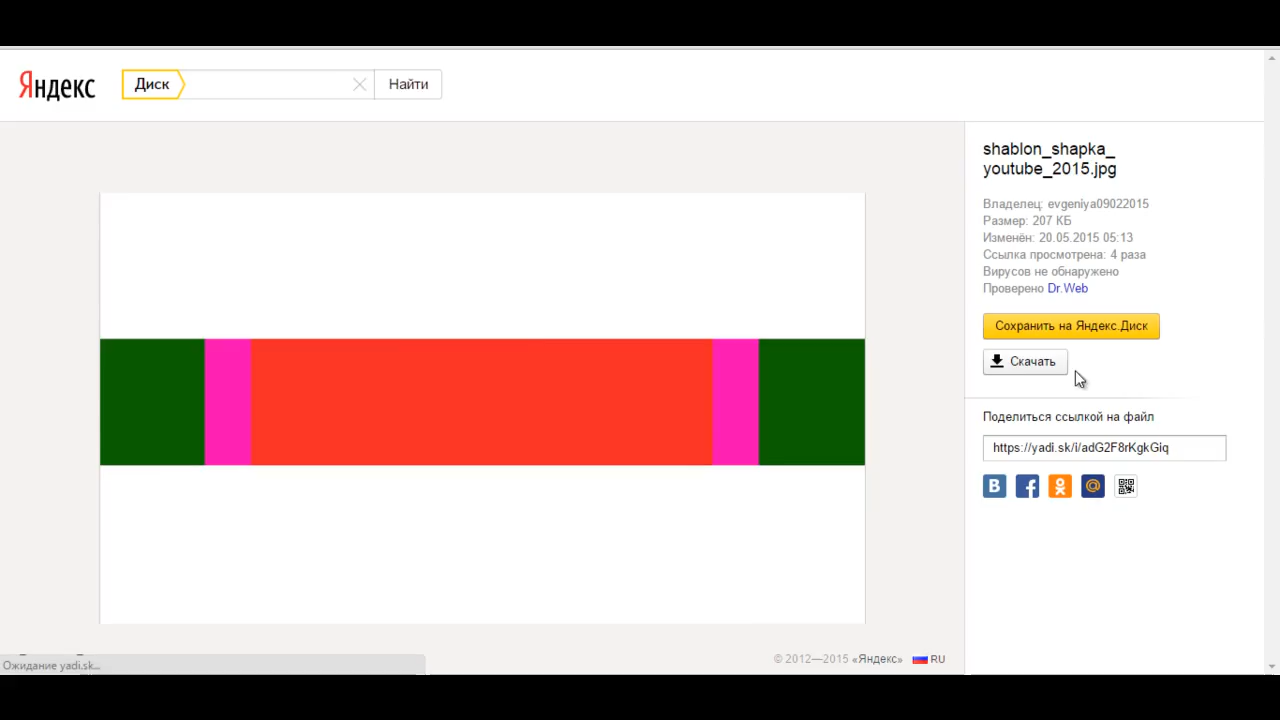 Яндекс
Диск
Найти
shablon_shapka_
youtube_2015.jpg
Владелец: evgeniya09022015
Размер: 207 КБ
Изменён: 20.05.2015 05:13
Ссылка просмотрена: 4 раза
Вирусов не обнаружено
Проверено Dr.Web
Сохранить на Яндекс.Диск
Скачать
Поделиться ссылкой на файл
https://yadi.sk/i/adG2F8rKgkGiq
B
f
@
© 2012—2015 «Яндекс» RU
Ожидание yadi.sk...